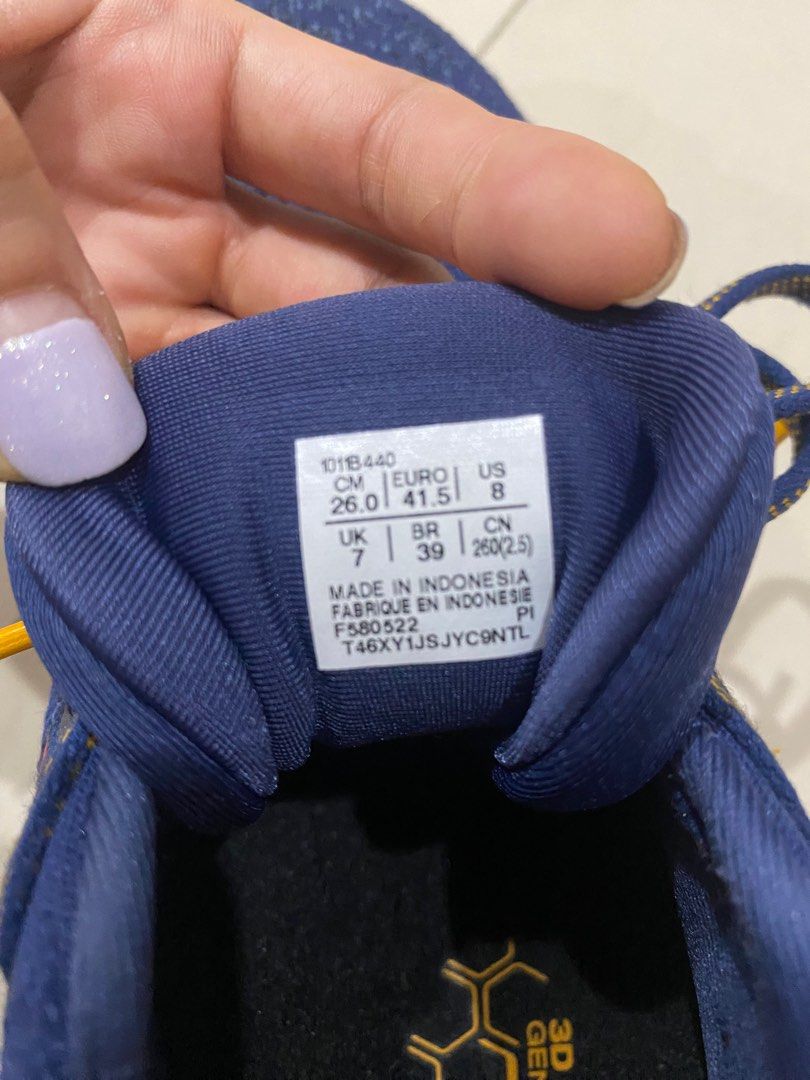 1011B440
CM 26.0 | EURO 41.5 | US 8
UK 7 | BR 39 | CN 260(2.5)
MADE IN INDONESIA
FABRIQUE EN INDONESIE
F580522 PI
T46XY1JSJYC9NTL
3D
GEN